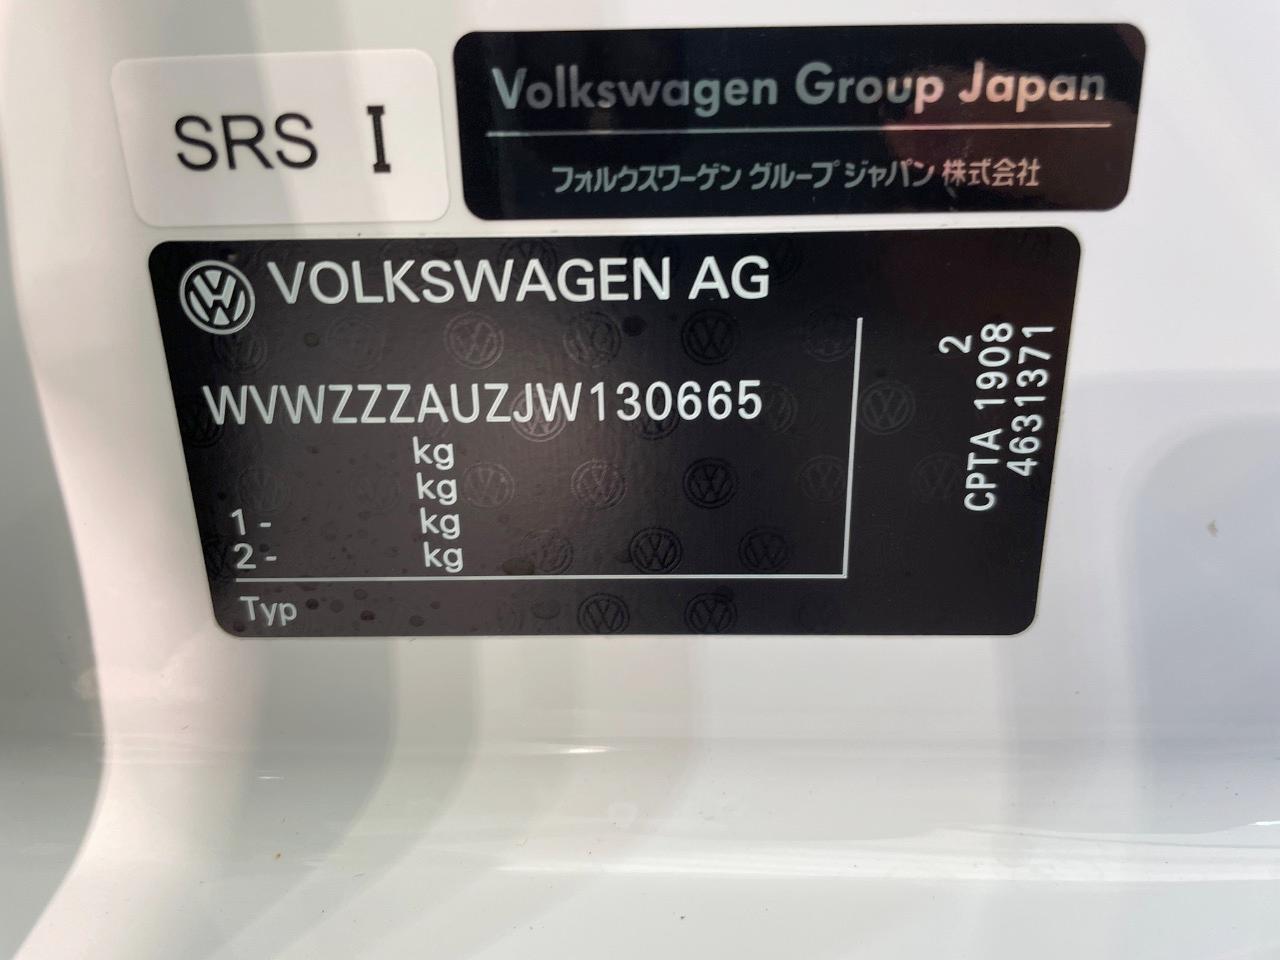 SRS I
Volkswagen Group Japan
フォルクスワーゲン グループ ジャパン 株式会社
VOLKSWAGEN AG
WVWZZZAUZJW130665
kg
kg
1- kg
2- kg
Typ
2
CPTA 1908
4631371